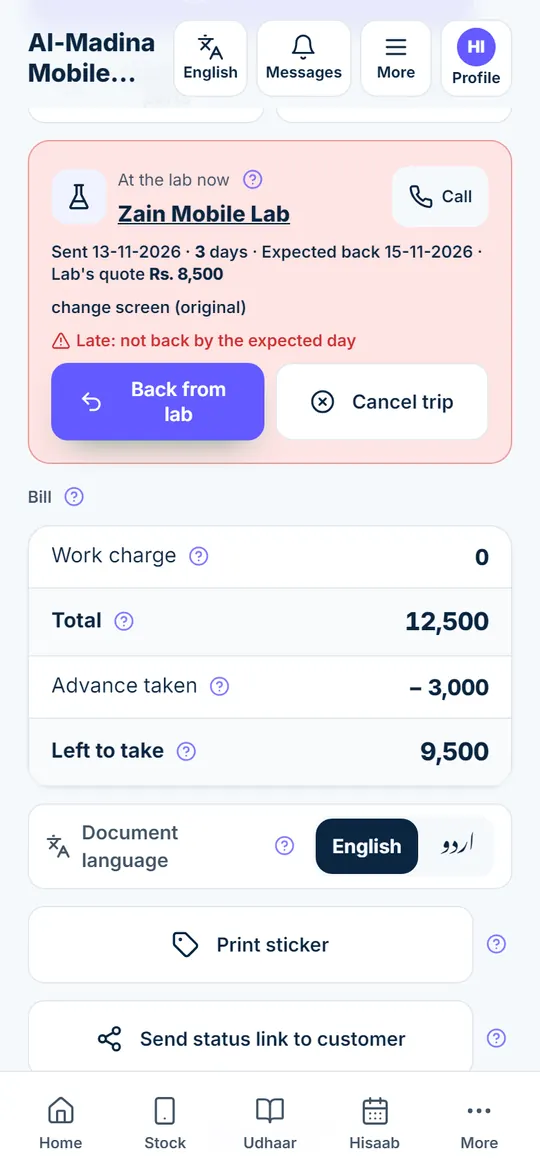 Al-Madina
Mobile...
English
Messages
More
HI
Profile
At the lab now
Zain Mobile Lab
Call
Sent 13-11-2026 · 3 days · Expected back 15-11-2026 ·
Lab's quote Rs. 8,500
change screen (original)
Late: not back by the expected day
Back from
lab
Cancel trip
Bill
Work charge 0
Total 12,500
Advance taken – 3,000
Left to take 9,500
Document
language
English
اردو
Print sticker
Send status link to customer
Home
Stock
Udhaar
Hisaab
More